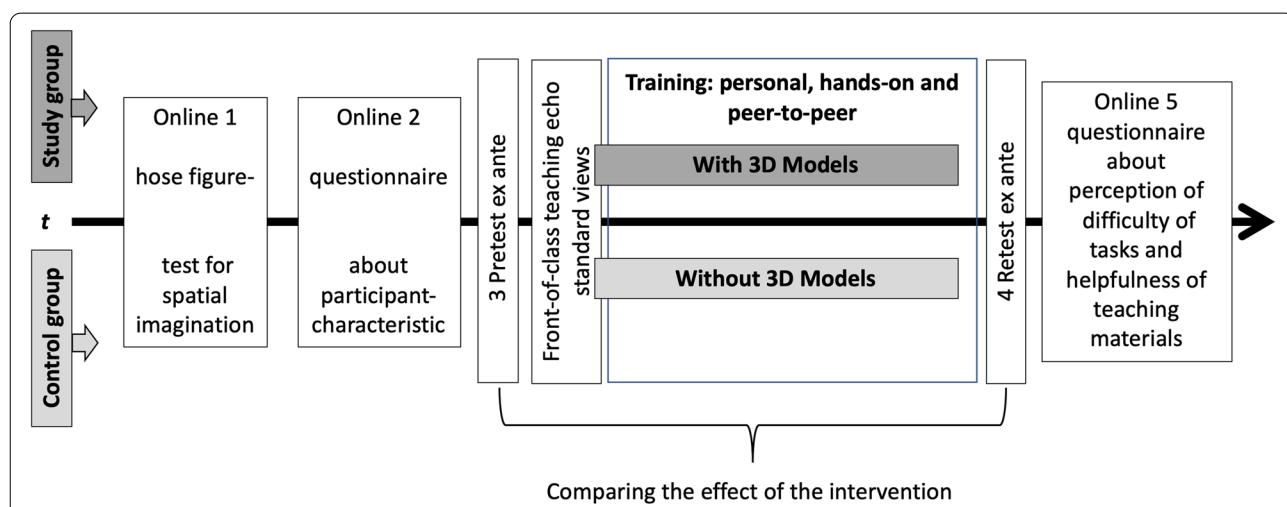 Study group
t
Control group
Online 1
hose figure-
test for
spatial
imagination
Online 2
questionnaire
about
participant-
characteristic
3 Pretest ex ante
Front-of-class teaching echo
standard views
Training: personal, hands-on and
peer-to-peer
With 3D Models
Without 3D Models
4 Retest ex ante
Online 5
questionnaire
about
perception of
difficulty of
tasks and
helpfulness of
teaching
materials
Comparing the effect of the intervention